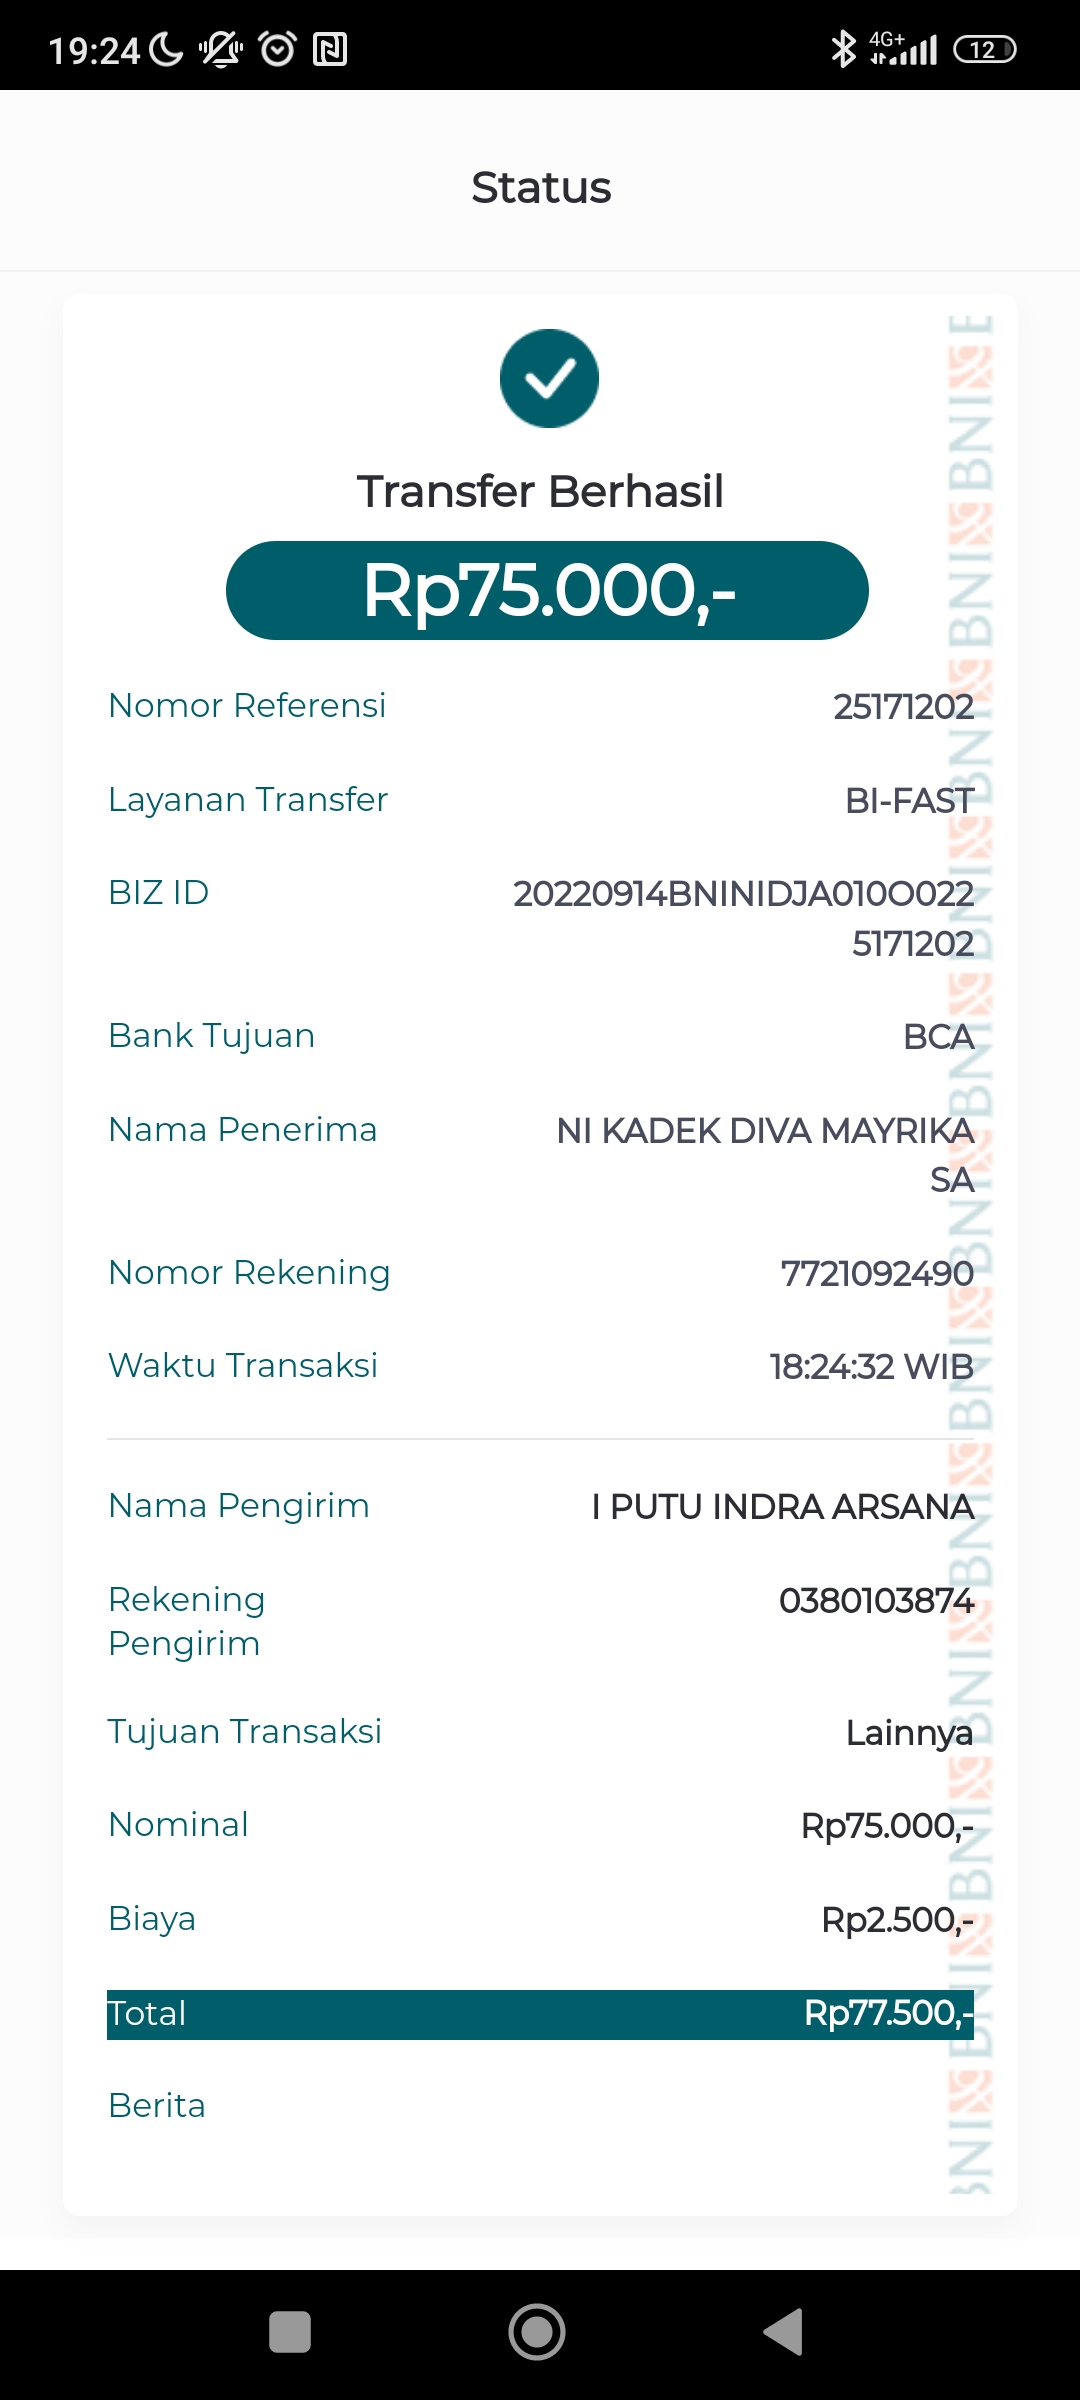 19:24
4G+
12
Status
Transfer Berhasil
Rp75.000,-
Nomor Referensi 25171202
Layanan Transfer BI-FAST
BIZ ID 20220914BNINIDJA010O022
5171202
Bank Tujuan BCA
Nama Penerima NI KADEK DIVA MAYRIKA
SA
Nomor Rekening 7721092490
Waktu Transaksi 18:24:32 WIB
Nama Pengirim I PUTU INDRA ARSANA
Rekening 0380103874
Pengirim
Tujuan Transaksi Lainnya
Nominal Rp75.000,-
Biaya Rp2.500,-
Total Rp77.500,-
Berita
BNI BNI BNI BNI BNI BNI BNI BNI BNI BNI BNI BNI